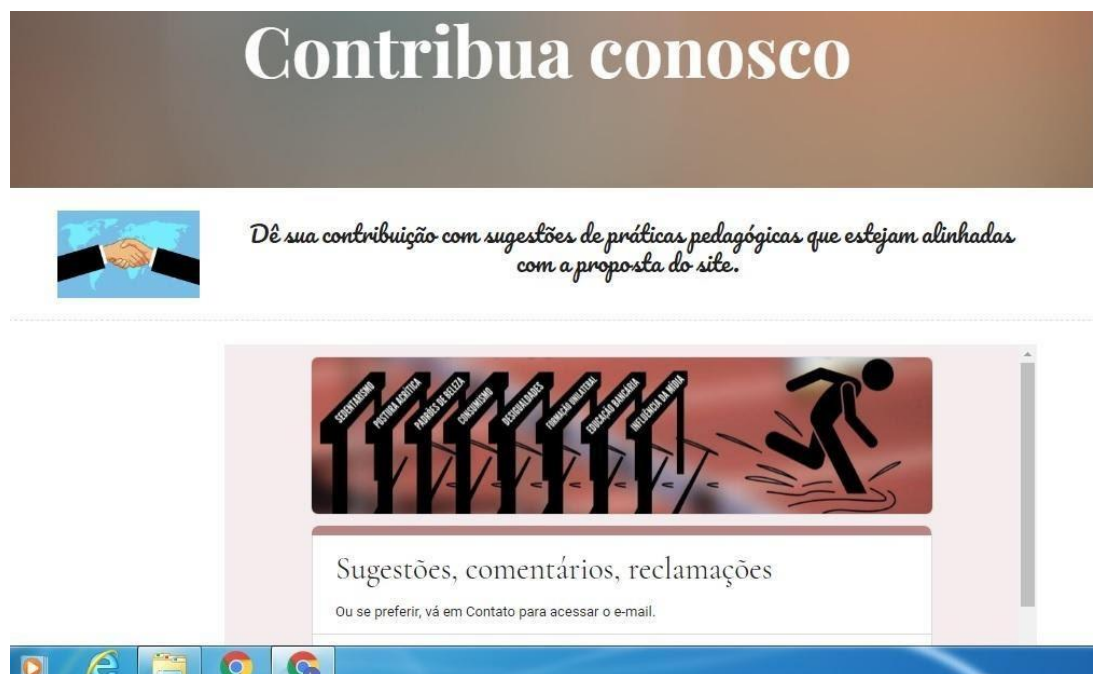 Contribua conosco
Dê sua contribuição com sugestões de práticas pedagógicas que estejam alinhadas
com a proposta do site.
SEDENTARISMO
POSTURA ACRÍTICA
PADRÕES DE BELEZA
CONSUMISMO
DESIGUALDADES
FORMAÇÃO UNILATERAL
EDUCAÇÃO BANCÁRIA
INFLUÊNCIA DA MÍDIA
Sugestões, comentários, reclamações
Ou se preferir, vá em Contato para acessar o e-mail.